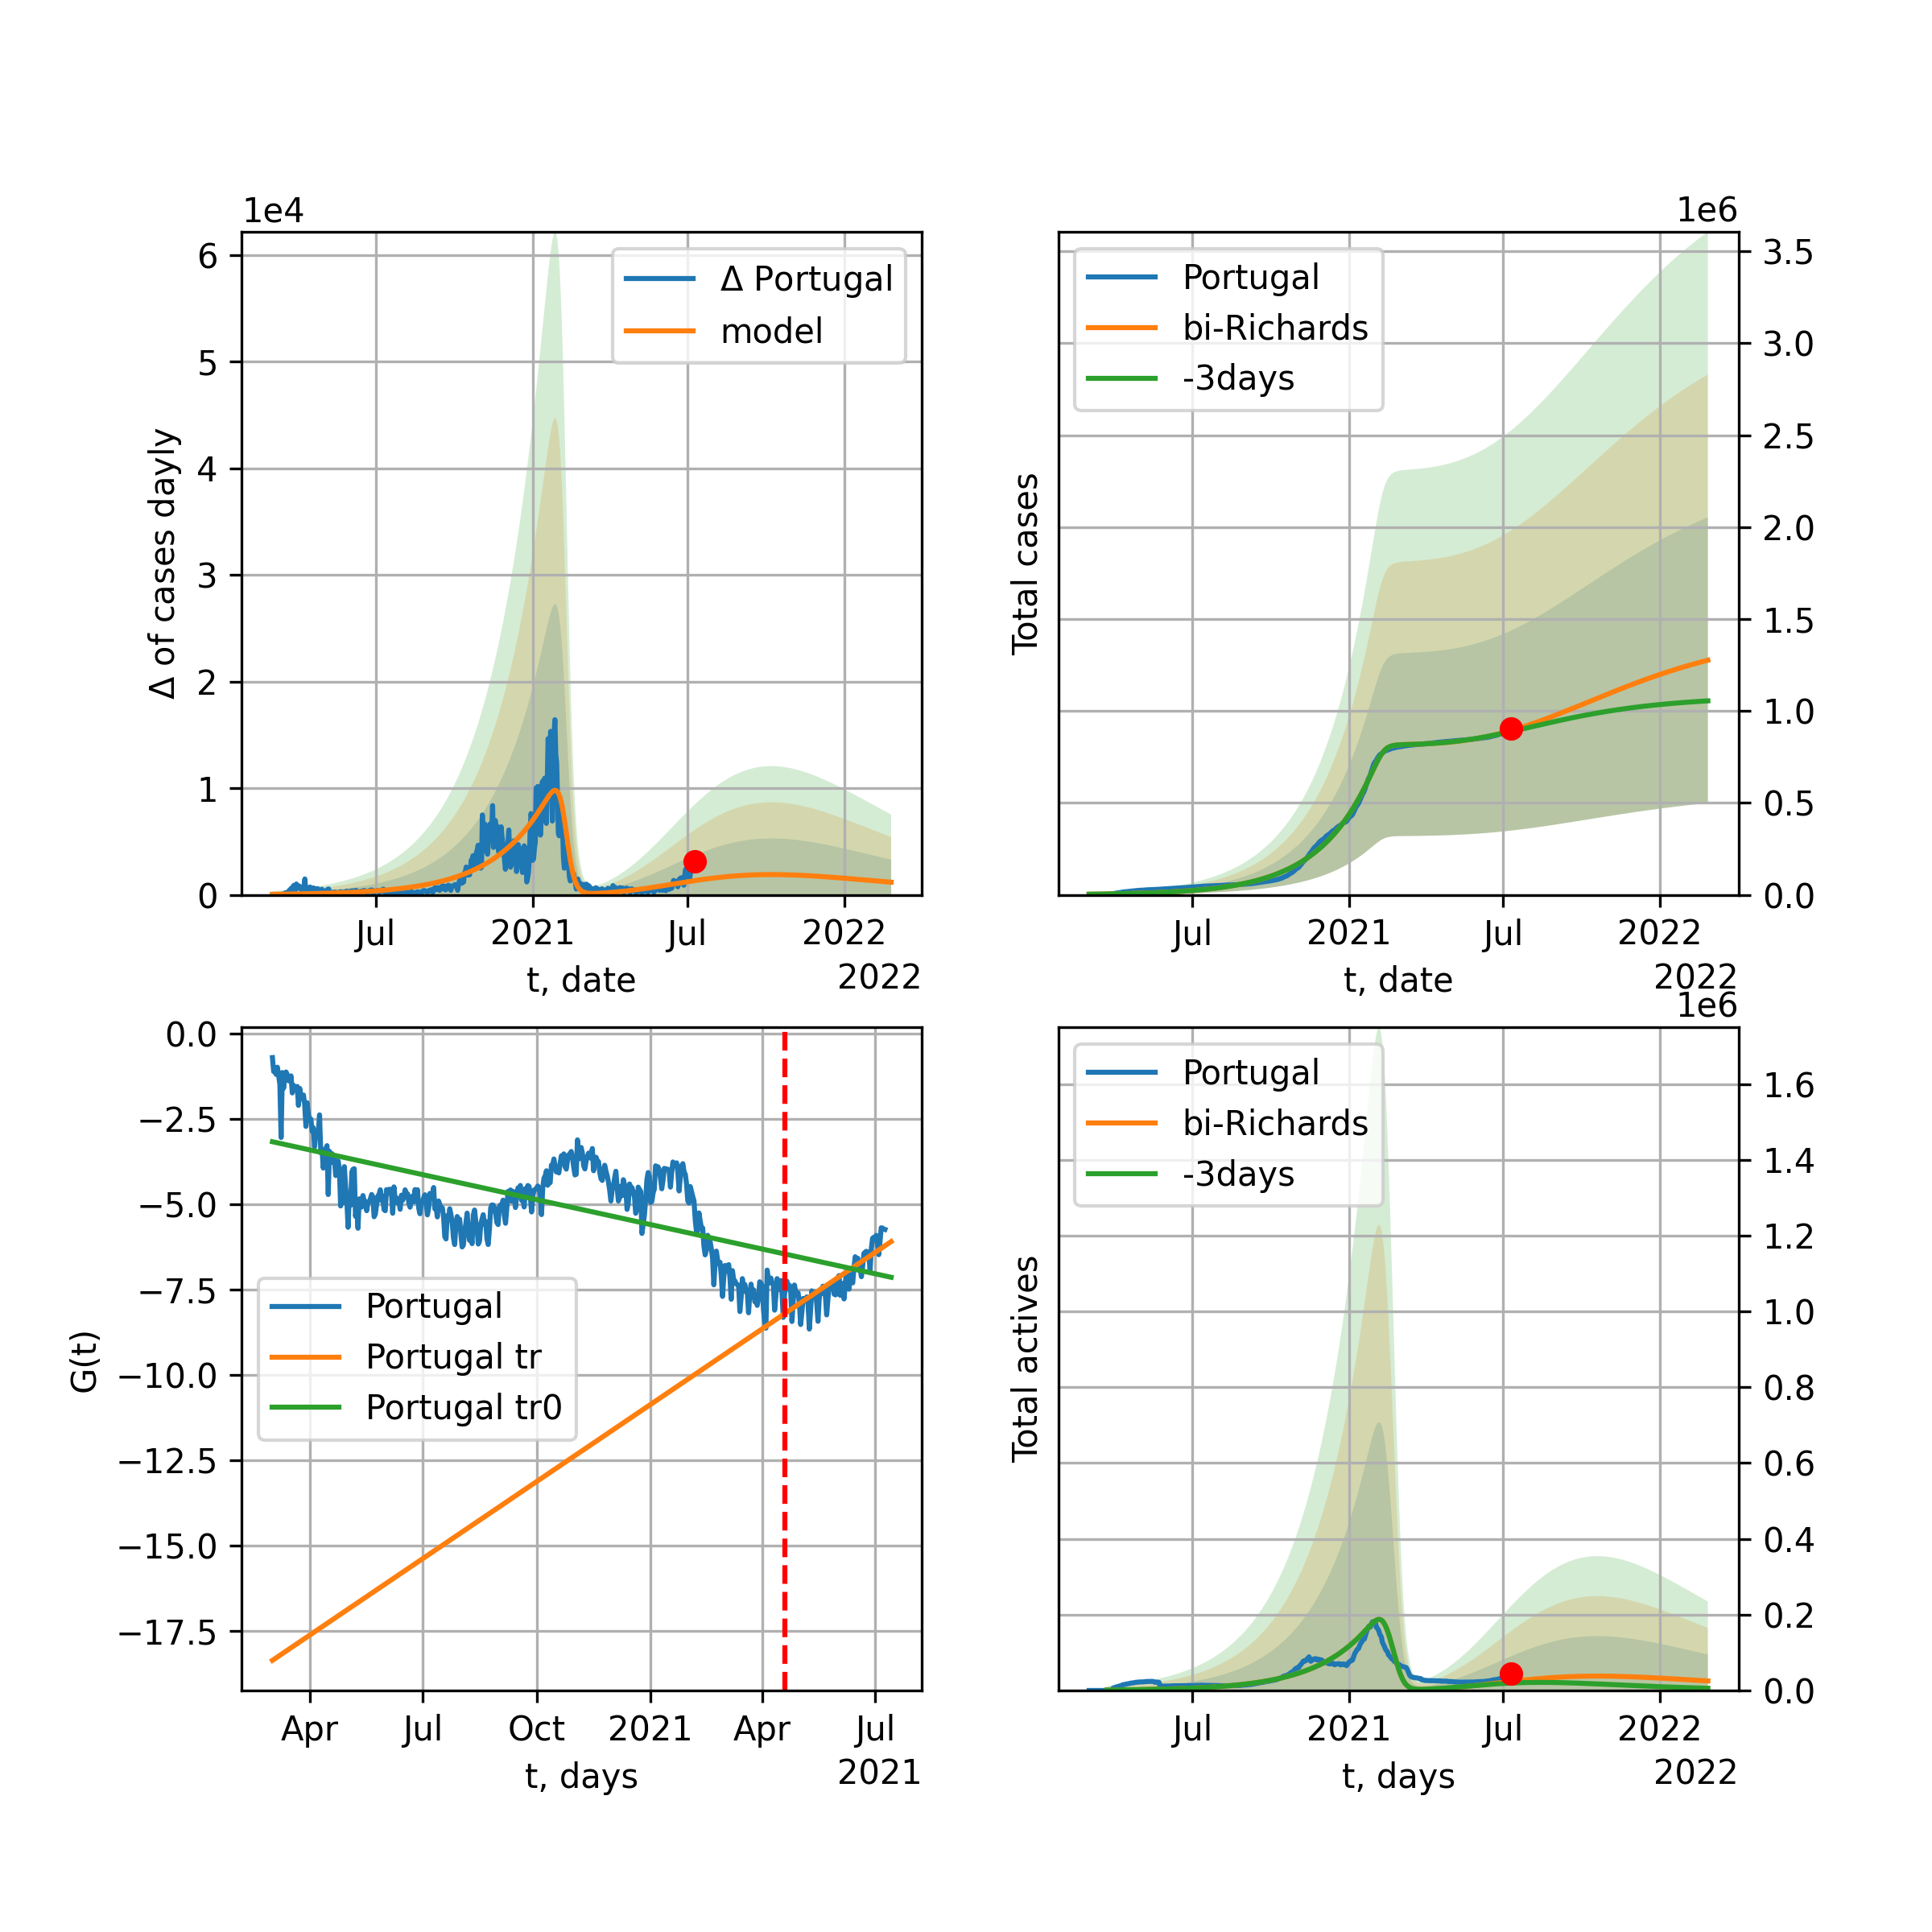 1e4
6
5
4
3
2
1
0
Δ of cases dayly
Δ Portugal
model
Jul
2021
Jul
2022
t, date
2022
1e6
Portugal
bi-Richards
-3days
Total cases
3.5
3.0
2.5
2.0
1.5
1.0
0.5
0.0
Jul
2021
Jul
2022
t, date
2022
0.0
−2.5
−5.0
−7.5
−10.0
−12.5
−15.0
−17.5
G(t)
Portugal
Portugal tr
Portugal tr0
Apr
Jul
Oct
2021
Apr
Jul
t, days
2021
1e6
Portugal
bi-Richards
-3days
Total actives
1.6
1.4
1.2
1.0
0.8
0.6
0.4
0.2
0.0
Jul
2021
Jul
2022
t, days
2022